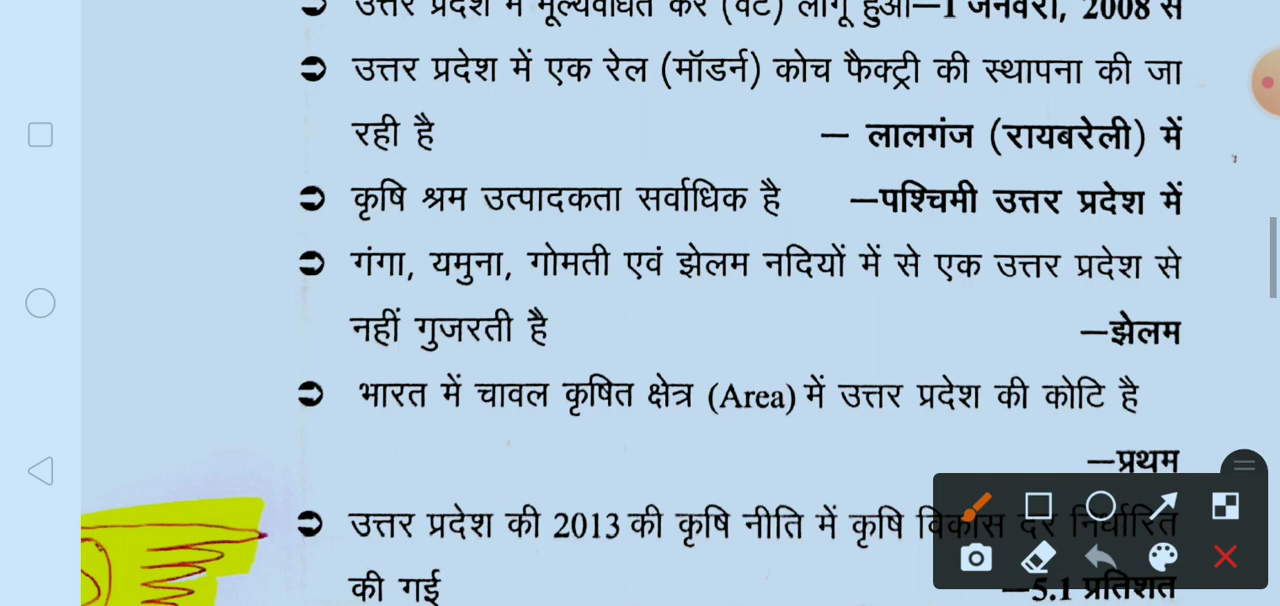 उत्तर प्रदेश में मूल्यवर्धित कर (वैट) लागू हुआ—1 जनवरी, 2008 से
उत्तर प्रदेश में एक रेल (मॉडर्न) कोच फैक्ट्री की स्थापना की जा
रही है — लालगंज (रायबरेली) में
कृषि श्रम उत्पादकता सर्वाधिक है —पश्चिमी उत्तर प्रदेश में
गंगा, यमुना, गोमती एवं झेलम नदियों में से एक उत्तर प्रदेश से
नहीं गुजरती है —झेलम
भारत में चावल कृषित क्षेत्र (Area) में उत्तर प्रदेश की कोटि है
—प्रथम
उत्तर प्रदेश की 2013 की कृषि नीति में कृषि विकास दर निर्धारित
की गई —5.1 प्रतिशत